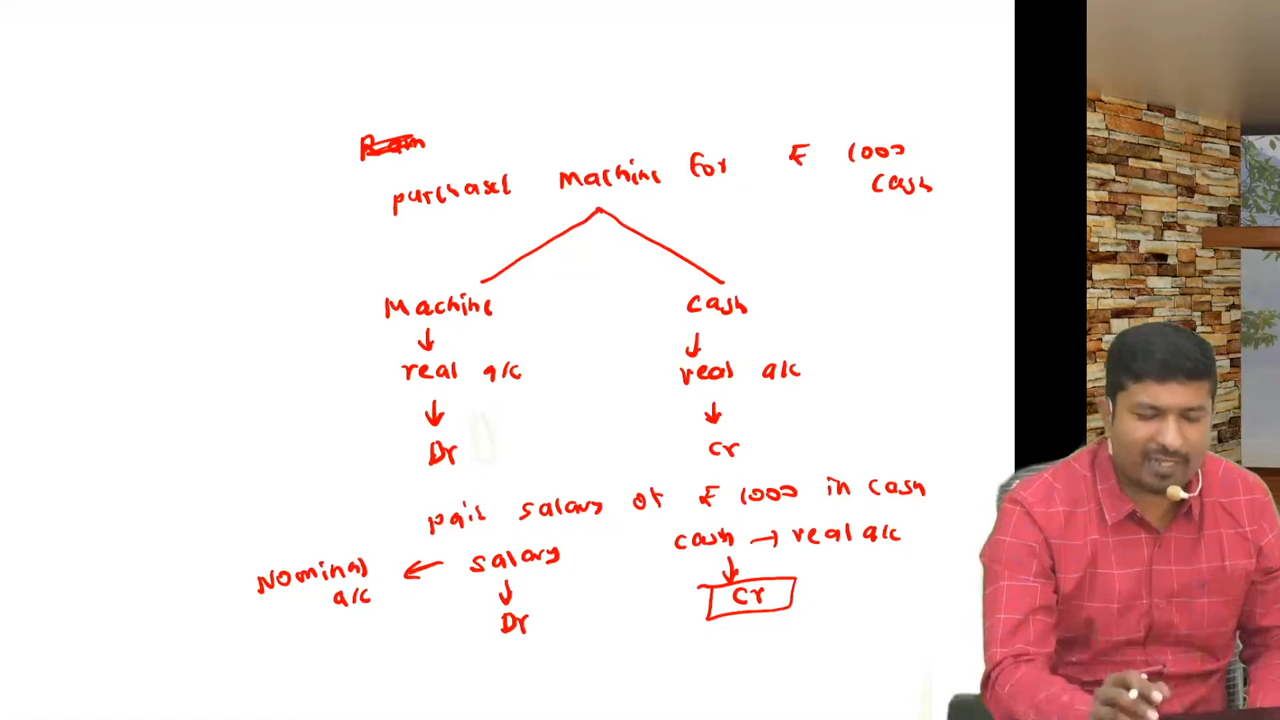 purchased machine for ₹ 1000
cash
Machine cash
real a/c real a/c
Dr Cr
paid salary of ₹ 1000 in cash
Nominal a/c ← salary cash → real a/c
Dr Cr